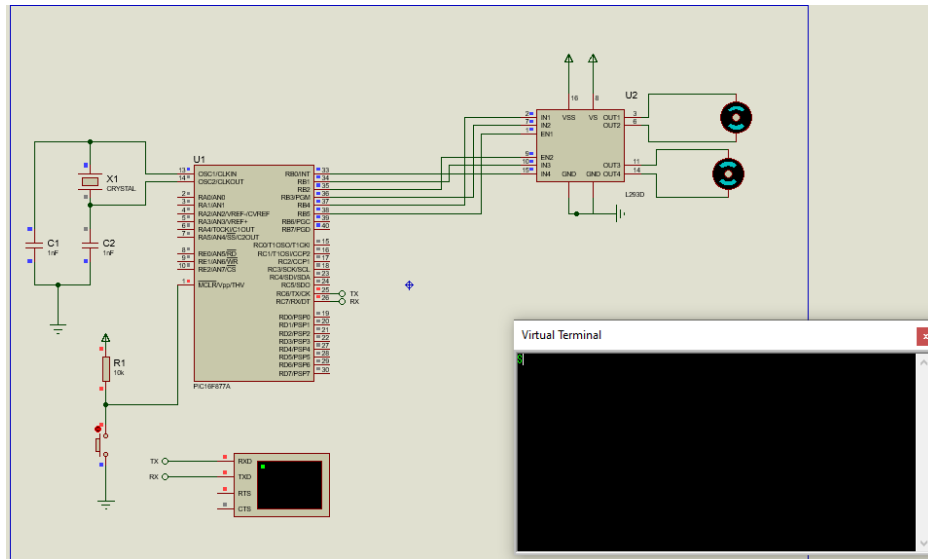 U1
13 OSC1/CLKIN
14 OSC2/CLKOUT
2 RA0/AN0
3 RA1/AN1
4 RA2/AN2/VREF-/CVREF
5 RA3/AN3/VREF+
6 RA4/T0CKI/C1OUT
7 RA5/AN4/SS/C2OUT
8 RE0/AN5/RD
9 RE1/AN6/WR
10 RE2/AN7/CS
1 MCLR/Vpp/THV
RB0/INT 33
RB1 34
RB2 35
RB3/PGM 36
RB4 37
RB5 38
RB6/PGC 39
RB7/PGD 40
RC0/T1OSO/T1CKI 15
RC1/T1OSI/CCP2 16
RC2/CCP1 17
RC3/SCK/SCL 18
RC4/SDI/SDA 23
RC5/SDO 24
RC6/TX/CK 25
RC7/RX/DT 26
RD0/PSP0 19
RD1/PSP1 20
RD2/PSP2 21
RD3/PSP3 22
RD4/PSP4 27
RD5/PSP5 28
RD6/PSP6 29
RD7/PSP7 30
PIC16F877A
TX
RX
X1
CRYSTAL
C1
1nF
C2
1nF
R1
10k
U2
16 8
2 IN1 VSS VS OUT1 3
7 IN2 OUT2 6
1 EN1
9 EN2
10 IN3 OUT3 11
15 IN4 GND GND OUT4 14
L293D
TX RXD
RX TXD
RTS
CTS
Virtual Terminal